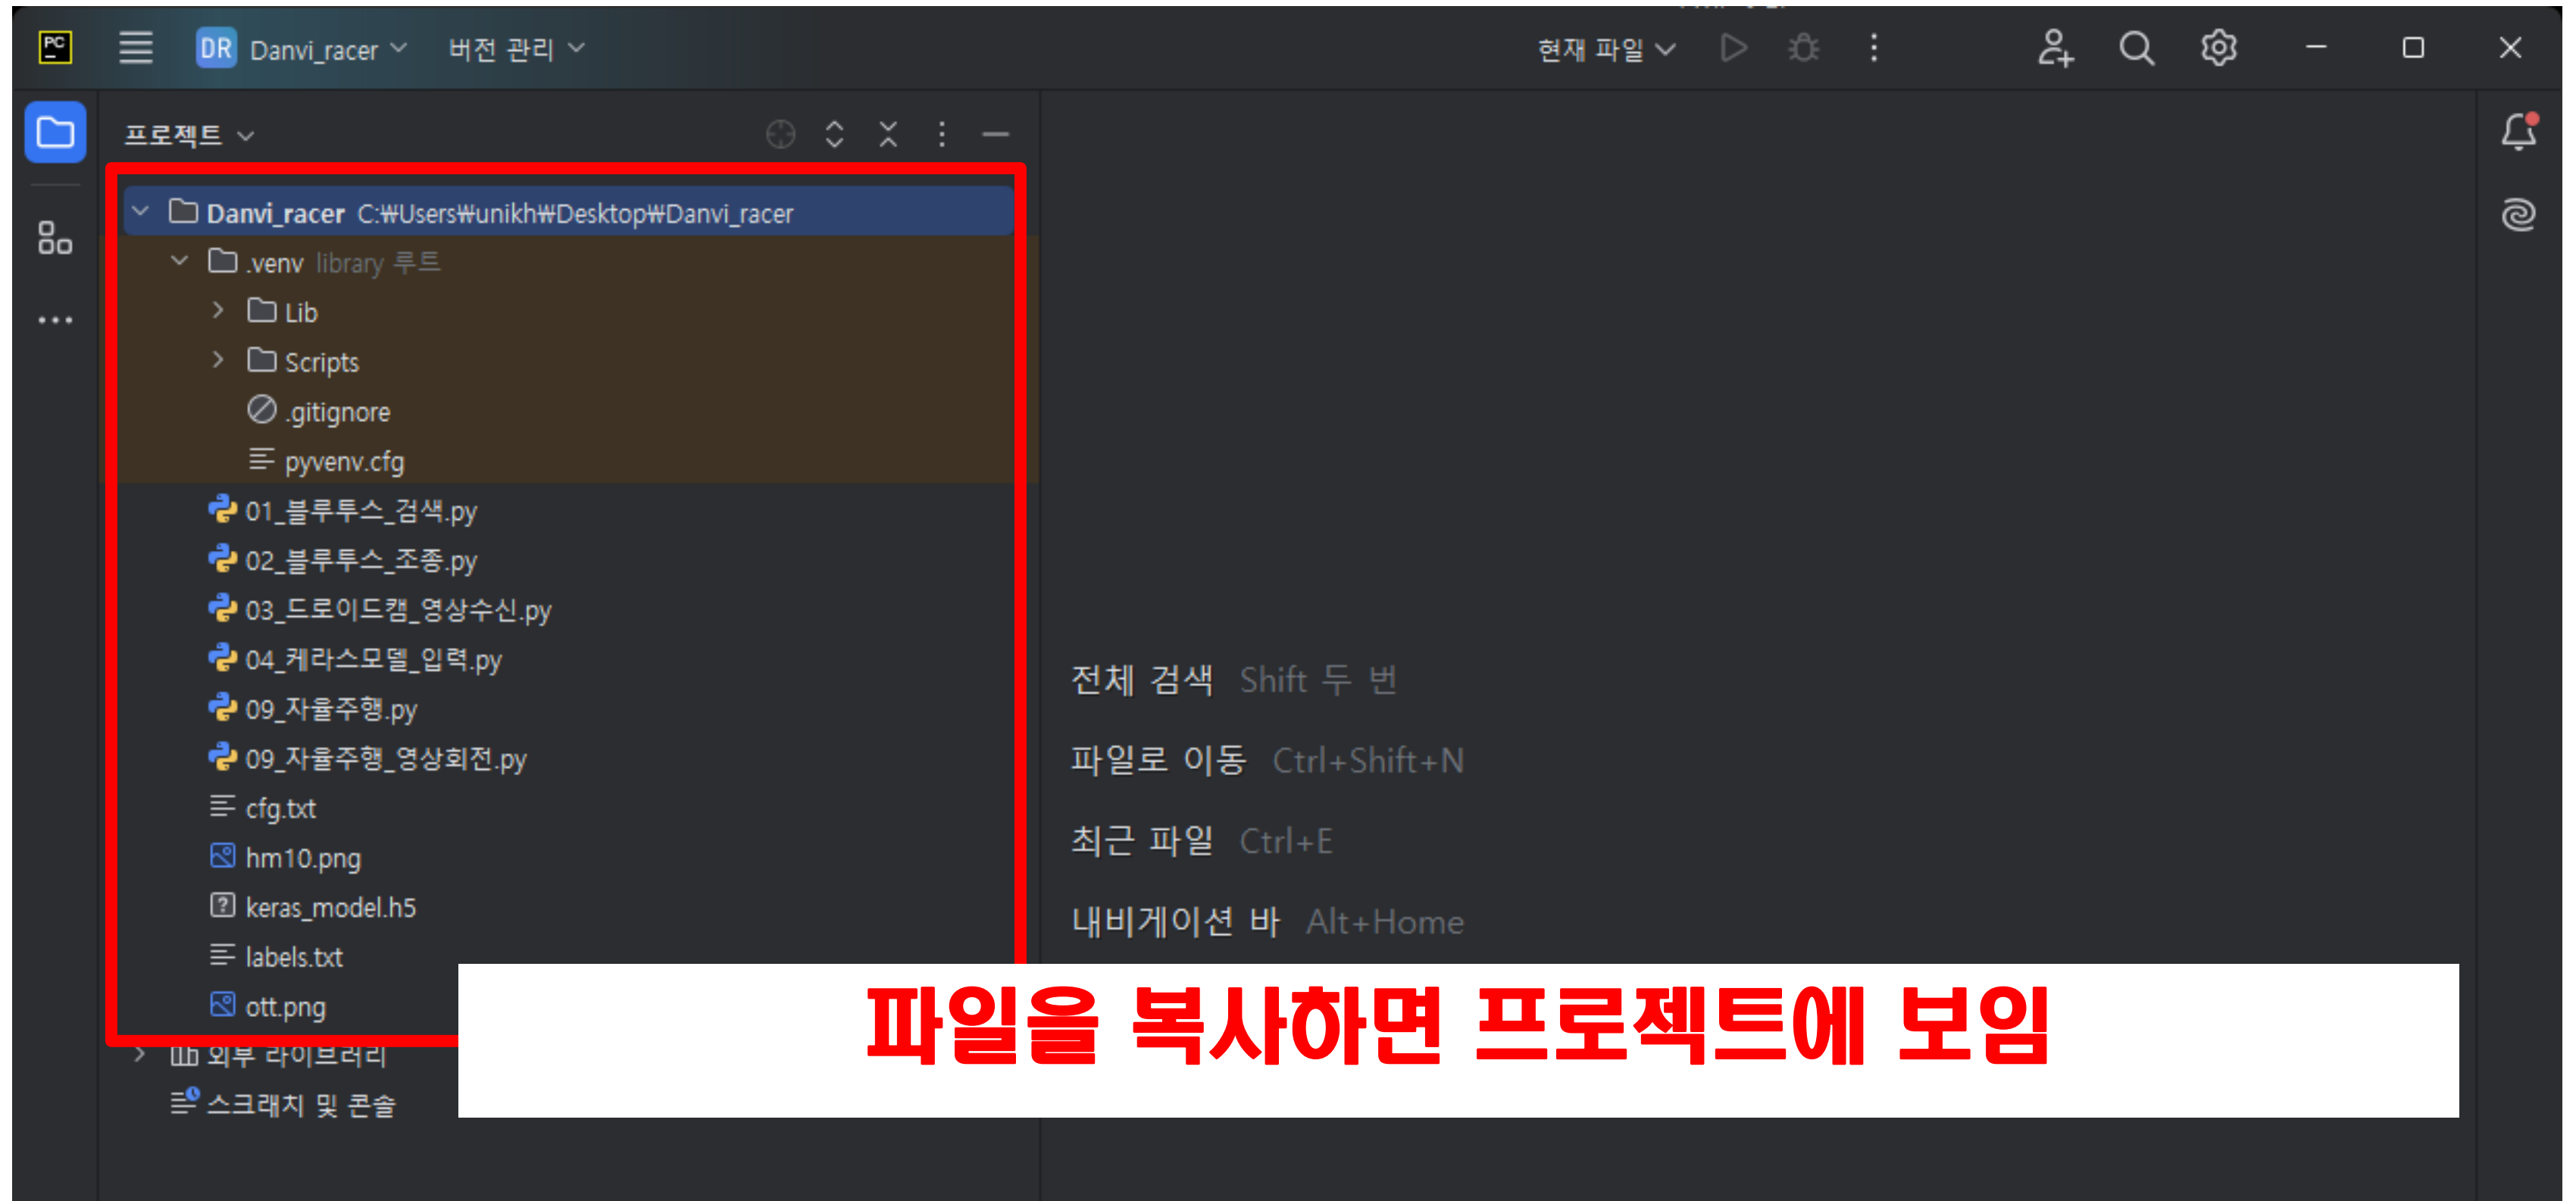 PC
DR Danvi_racer 버전 관리 현재 파일
프로젝트
Danvi_racer C:₩Users₩unikh₩Desktop₩Danvi_racer
.venv library 루트
Lib
Scripts
.gitignore
pyvenv.cfg
01_블루투스_검색.py
02_블루투스_조종.py
03_드로이드캠_영상수신.py
04_케라스모델_입력.py
09_자율주행.py
09_자율주행_영상회전.py
cfg.txt
hm10.png
keras_model.h5
labels.txt
ott.png
외부 라이브러리
스크래치 및 콘솔
전체 검색 Shift 두 번
파일로 이동 Ctrl+Shift+N
최근 파일 Ctrl+E
내비게이션 바 Alt+Home
파일을 복사하면 프로젝트에 보임